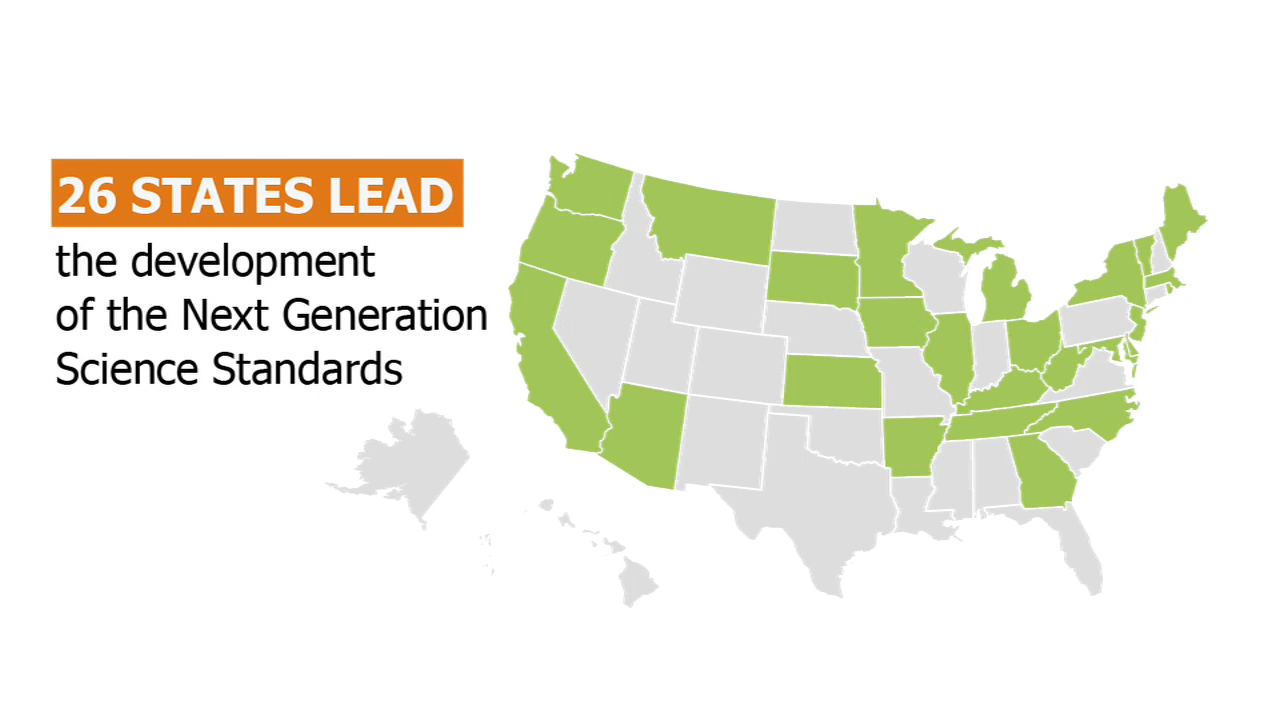 26 STATES LEAD
the development
of the Next Generation
Science Standards